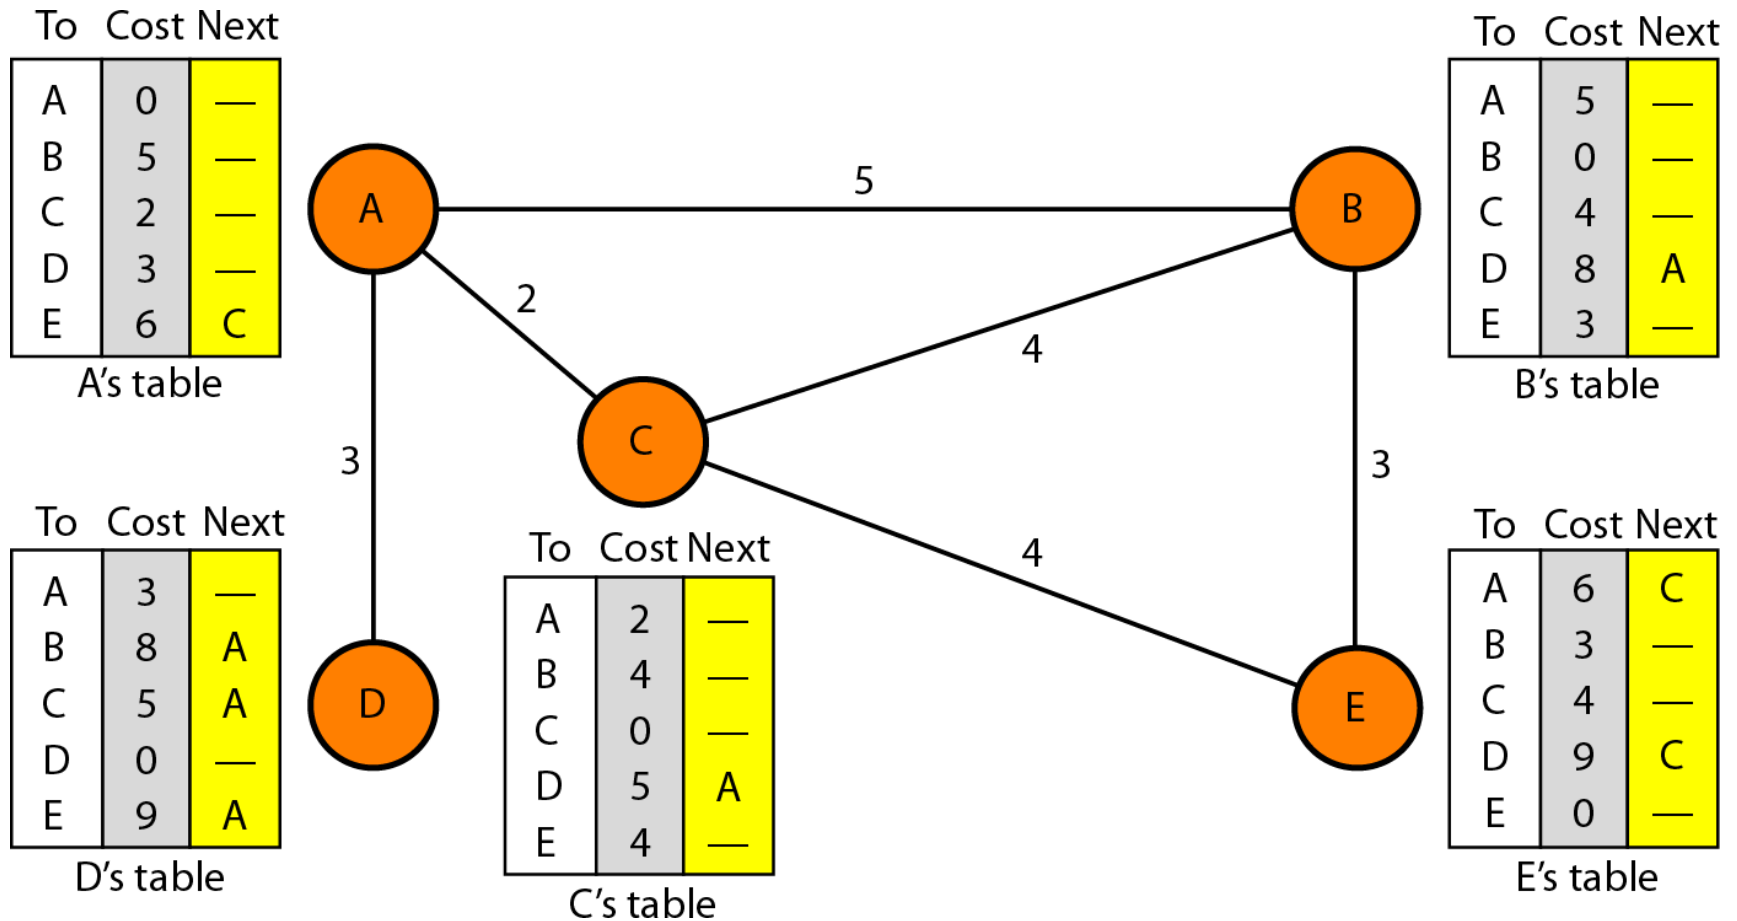 To Cost Next
A 0 —
B 5 —
C 2 —
D 3 —
E 6 C
A's table
To Cost Next
A 5 —
B 0 —
C 4 —
D 8 A
E 3 —
B's table
A
5
B
2
4
C
3
3
4
D
E
To Cost Next
A 3 —
B 8 A
C 5 A
D 0 —
E 9 A
D's table
To Cost Next
A 2 —
B 4 —
C 0 —
D 5 A
E 4 —
C's table
To Cost Next
A 6 C
B 3 —
C 4 —
D 9 C
E 0 —
E's table